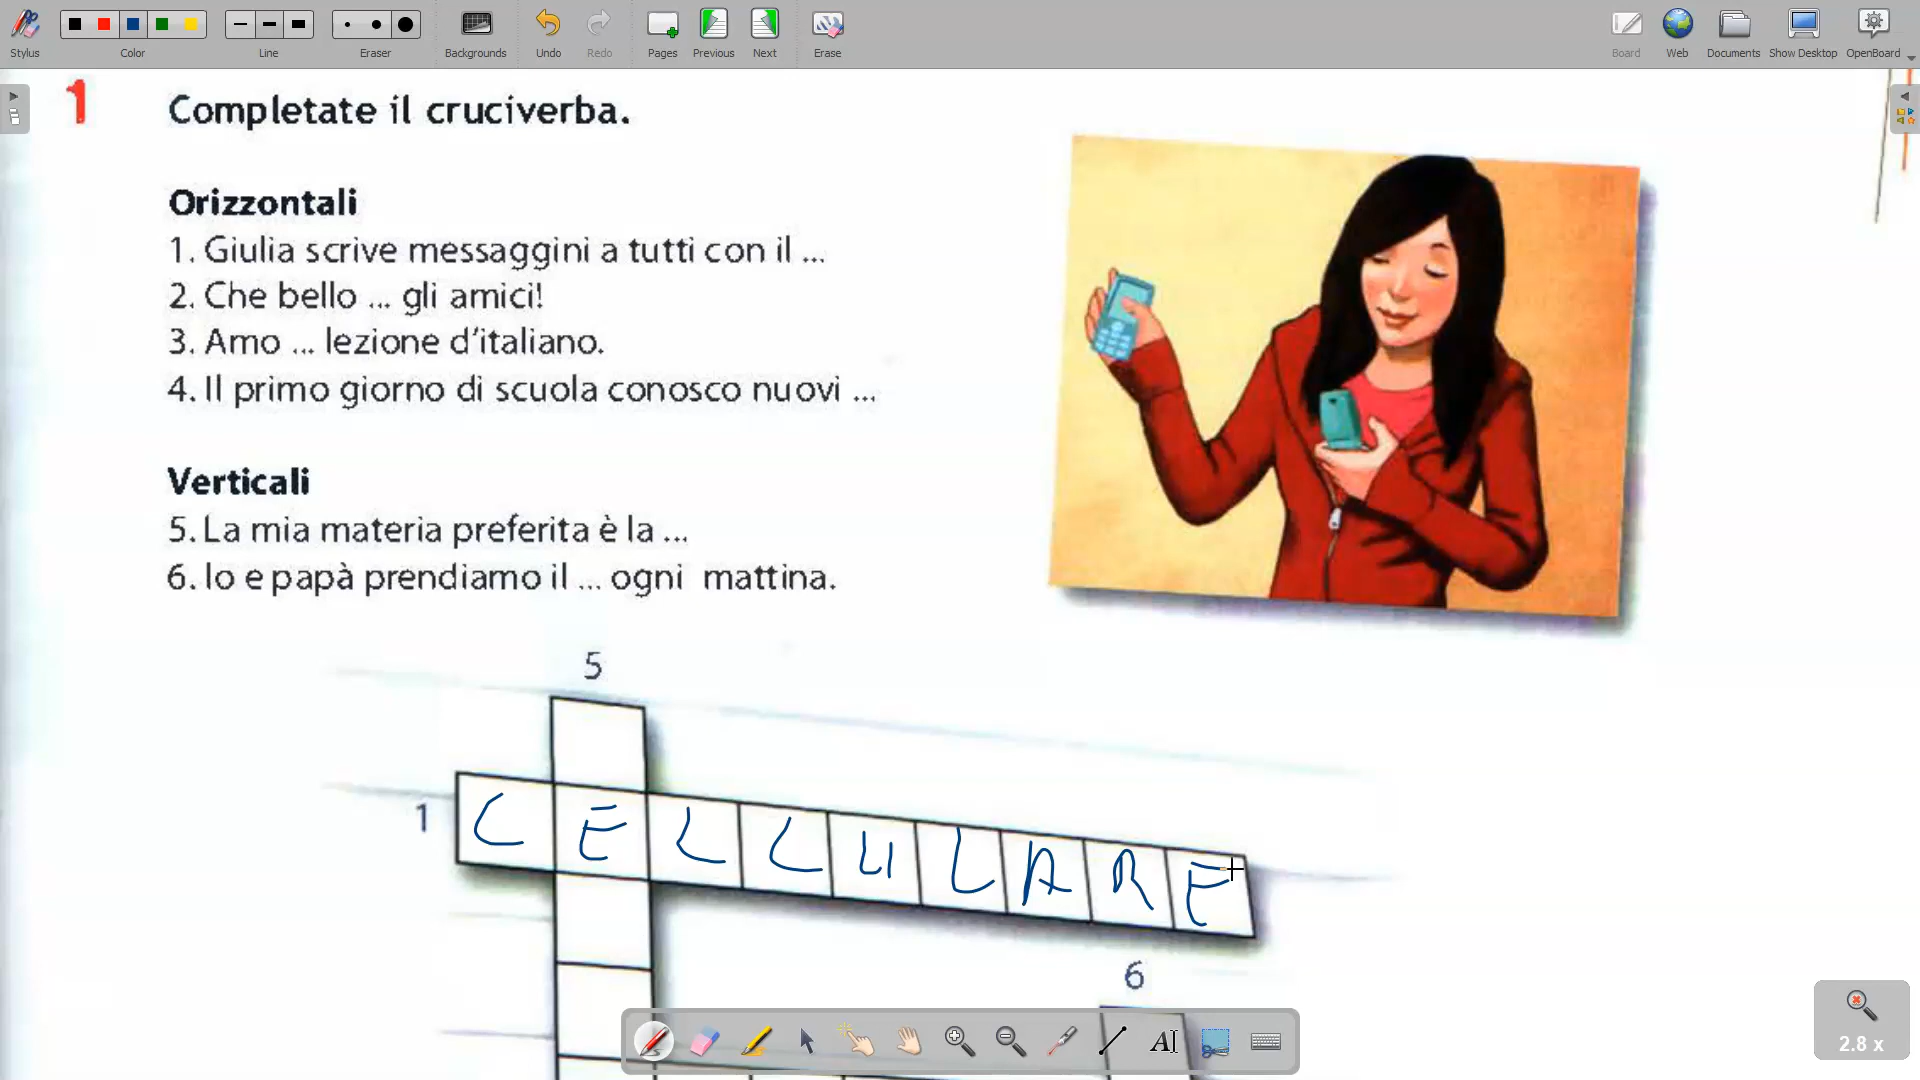 Stylus
Color
Line
Eraser
Backgrounds
Undo
Redo
Pages
Previous
Next
Erase
Board
Web
Documents
Show Desktop
OpenBoard
1 Completate il cruciverba.
Orizzontali
1. Giulia scrive messaggini a tutti con il ...
2. Che bello ... gli amici!
3. Amo ... lezione d'italiano.
4. Il primo giorno di scuola conosco nuovi ...
Verticali
5. La mia materia preferita è la ...
6. Io e papà prendiamo il ... ogni mattina.
5
1 CELLULARE
6
AI
2.8 x